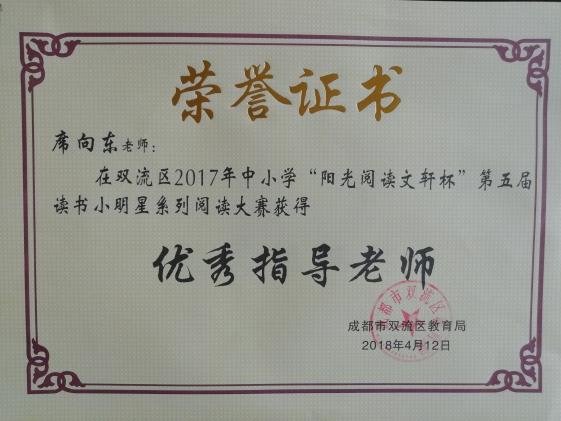 荣誉证书
席向东老师：
在双流区2017年中小学“阳光阅读文轩杯”第五届
读书小明星系列阅读大赛获得
优秀指导老师
成都市双流区教育局
2018年4月12日